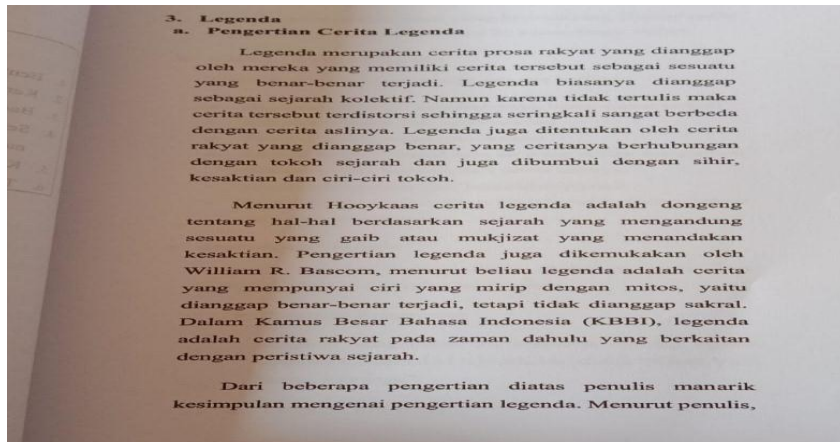 3. Legenda
a. Pengertian Cerita Legenda
Legenda merupakan cerita prosa rakyat yang dianggap
oleh mereka yang memiliki cerita tersebut sebagai sesuatu
yang benar-benar terjadi. Legenda biasanya dianggap
sebagai sejarah kolektif. Namun karena tidak tertulis maka
cerita tersebut terdistorsi sehingga seringkali sangat berbeda
dengan cerita aslinya. Legenda juga ditentukan oleh cerita
rakyat yang dianggap benar, yang ceritanya berhubungan
dengan tokoh sejarah dan juga dibumbui dengan sihir,
kesaktian dan ciri-ciri tokoh.
Menurut Hooykaas cerita legenda adalah dongeng
tentang hal-hal berdasarkan sejarah yang mengandung
sesuatu yang gaib atau mukjizat yang menandakan
kesaktian. Pengertian legenda juga dikemukakan oleh
William R. Bascom, menurut beliau legenda adalah cerita
yang mempunyai ciri yang mirip dengan mitos, yaitu
dianggap benar-benar terjadi, tetapi tidak dianggap sakral.
Dalam Kamus Besar Bahasa Indonesia (KBBI), legenda
adalah cerita rakyat pada zaman dahulu yang berkaitan
dengan peristiwa sejarah.
Dari beberapa pengertian diatas penulis manarik
kesimpulan mengenai pengertian legenda. Menurut penulis,